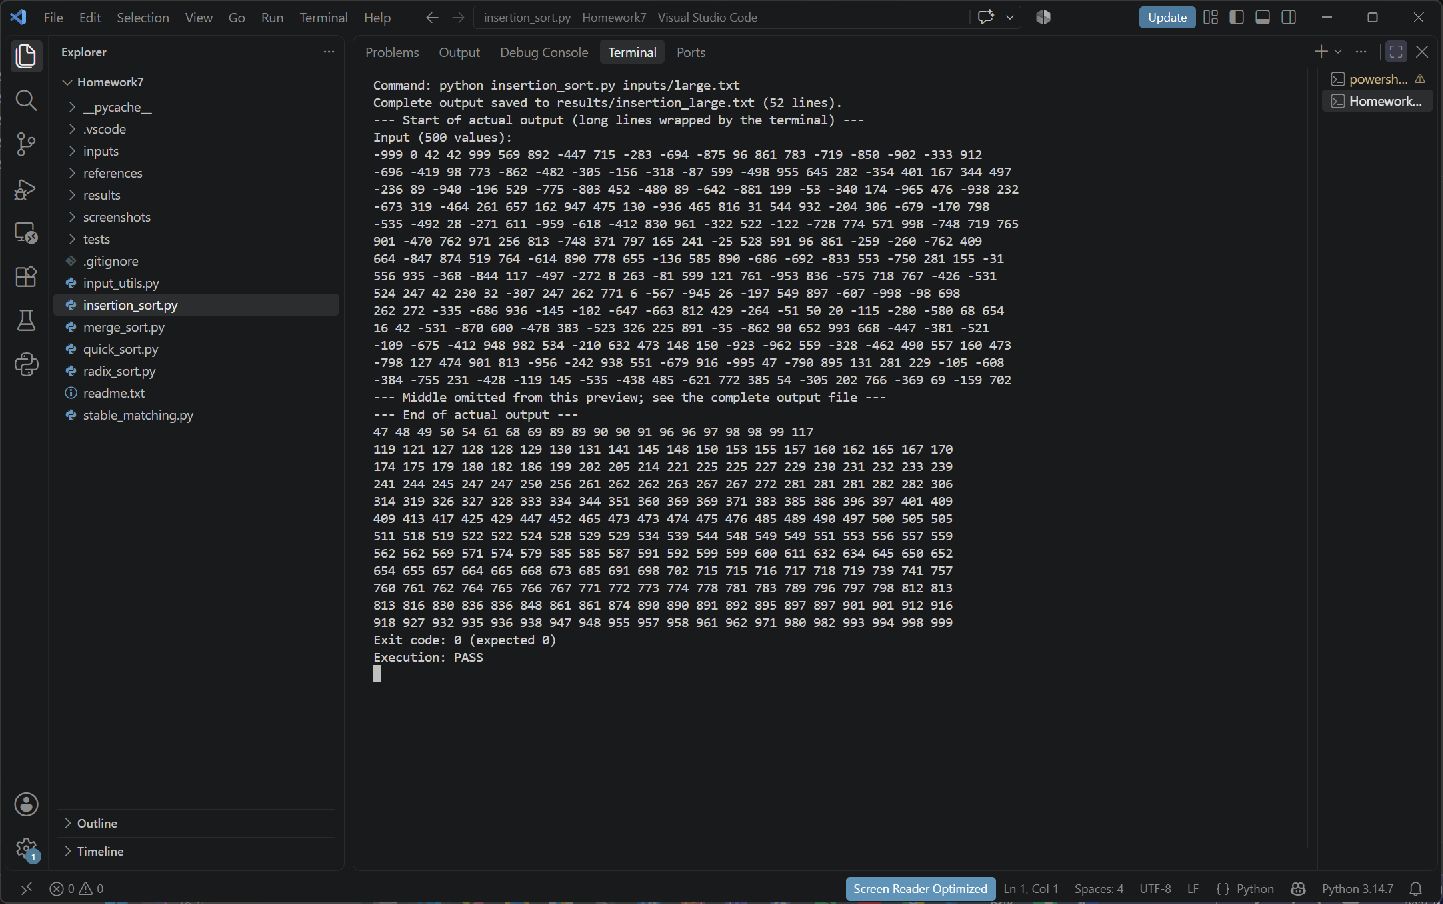 File Edit Selection View Go Run Terminal Help
insertion_sort.py Homework7 Visual Studio Code
Update
Explorer
Homework7
__pycache__
.vscode
inputs
references
results
screenshots
tests
.gitignore
input_utils.py
insertion_sort.py
merge_sort.py
quick_sort.py
radix_sort.py
readme.txt
stable_matching.py
Outline
Timeline
Problems Output Debug Console Terminal Ports
powersh...
Homework...
Command: python insertion_sort.py inputs/large.txt
Complete output saved to results/insertion_large.txt (52 lines).
--- Start of actual output (long lines wrapped by the terminal) ---
Input (500 values):
-999 0 42 42 999 569 892 -447 715 -283 -694 -875 96 861 783 -719 -850 -902 -333 912
-696 -419 98 773 -862 -482 -305 -156 -318 -87 599 -498 955 645 282 -354 401 167 344 497
-236 89 -940 -196 529 -775 -803 452 -480 89 -642 -881 199 -53 -340 174 -965 476 -938 232
-673 319 -464 261 657 162 947 475 130 -936 465 816 31 544 932 -204 306 -679 -170 798
-535 -492 28 -271 611 -959 -618 -412 830 961 -322 522 -122 -728 774 571 998 -748 719 765
901 -470 762 971 256 813 -748 371 797 165 241 -25 528 591 96 861 -259 -260 -762 409
664 -847 874 519 764 -614 890 778 655 -136 585 890 -686 -692 -833 553 -750 281 155 -31
556 935 -368 -844 117 -497 -272 8 263 -81 599 121 761 -953 836 -575 718 767 -426 -531
524 247 42 230 32 -307 247 262 771 6 -567 -945 26 -197 549 897 -607 -998 -98 698
262 272 -335 -686 936 -145 -102 -647 -663 812 429 -264 -51 50 20 -115 -280 -580 68 654
16 42 -531 -870 600 -478 383 -523 326 225 891 -35 -862 90 652 993 668 -447 -381 -521
-109 -675 -412 948 982 534 -210 632 473 148 150 -923 -962 559 -328 -462 490 557 160 473
-798 127 474 901 813 -956 -242 938 551 -679 916 -995 47 -790 895 131 281 229 -105 -608
-384 -755 231 -428 -119 145 -535 -438 485 -621 772 385 54 -305 202 766 -369 69 -159 702
--- Middle omitted from this preview; see the complete output file ---
--- End of actual output ---
47 48 49 50 54 61 68 69 89 89 90 90 91 96 96 97 98 98 99 117
119 121 127 128 128 129 130 131 141 145 148 150 153 155 157 160 162 165 167 170
174 175 179 180 182 186 199 202 205 214 221 225 225 227 229 230 231 232 233 239
241 244 245 247 247 250 256 261 262 262 263 267 267 272 281 281 281 282 282 306
314 319 326 327 328 333 334 344 351 360 369 369 371 383 385 386 396 397 401 409
409 413 417 425 429 447 452 465 473 473 474 475 476 485 489 490 497 500 505 505
511 518 519 522 522 524 528 529 529 534 539 544 548 549 549 551 553 556 557 559
562 562 569 571 574 579 585 585 587 591 592 599 599 600 611 632 634 645 650 652
654 655 657 664 665 668 673 685 691 698 702 715 715 716 717 718 719 739 741 757
760 761 762 764 765 766 767 771 772 773 774 778 781 783 789 796 797 798 812 813
813 816 830 836 836 848 861 861 874 890 890 891 892 895 897 897 901 901 912 916
918 927 932 935 936 938 947 948 955 957 958 961 962 971 980 982 993 994 998 999
Exit code: 0 (expected 0)
Execution: PASS
1
0 0
Screen Reader Optimized Ln 1, Col 1 Spaces: 4 UTF-8 LF {} Python Python 3.14.7